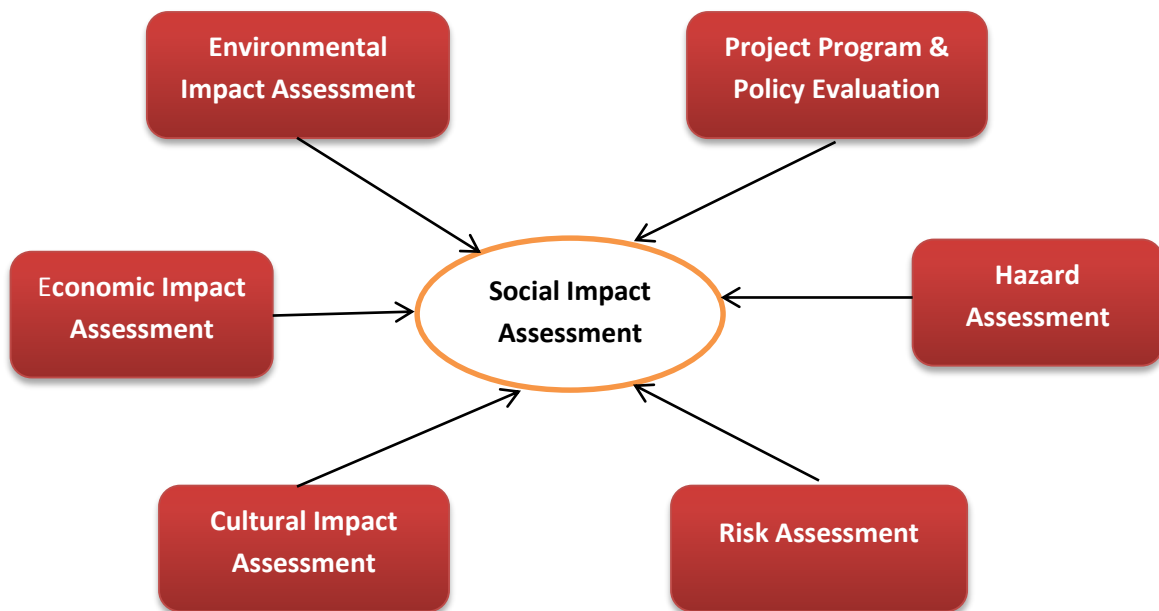 Environmental
Impact Assessment
Project Program &
Policy Evaluation
Economic Impact
Assessment
Social Impact
Assessment
Hazard
Assessment
Cultural Impact
Assessment
Risk Assessment